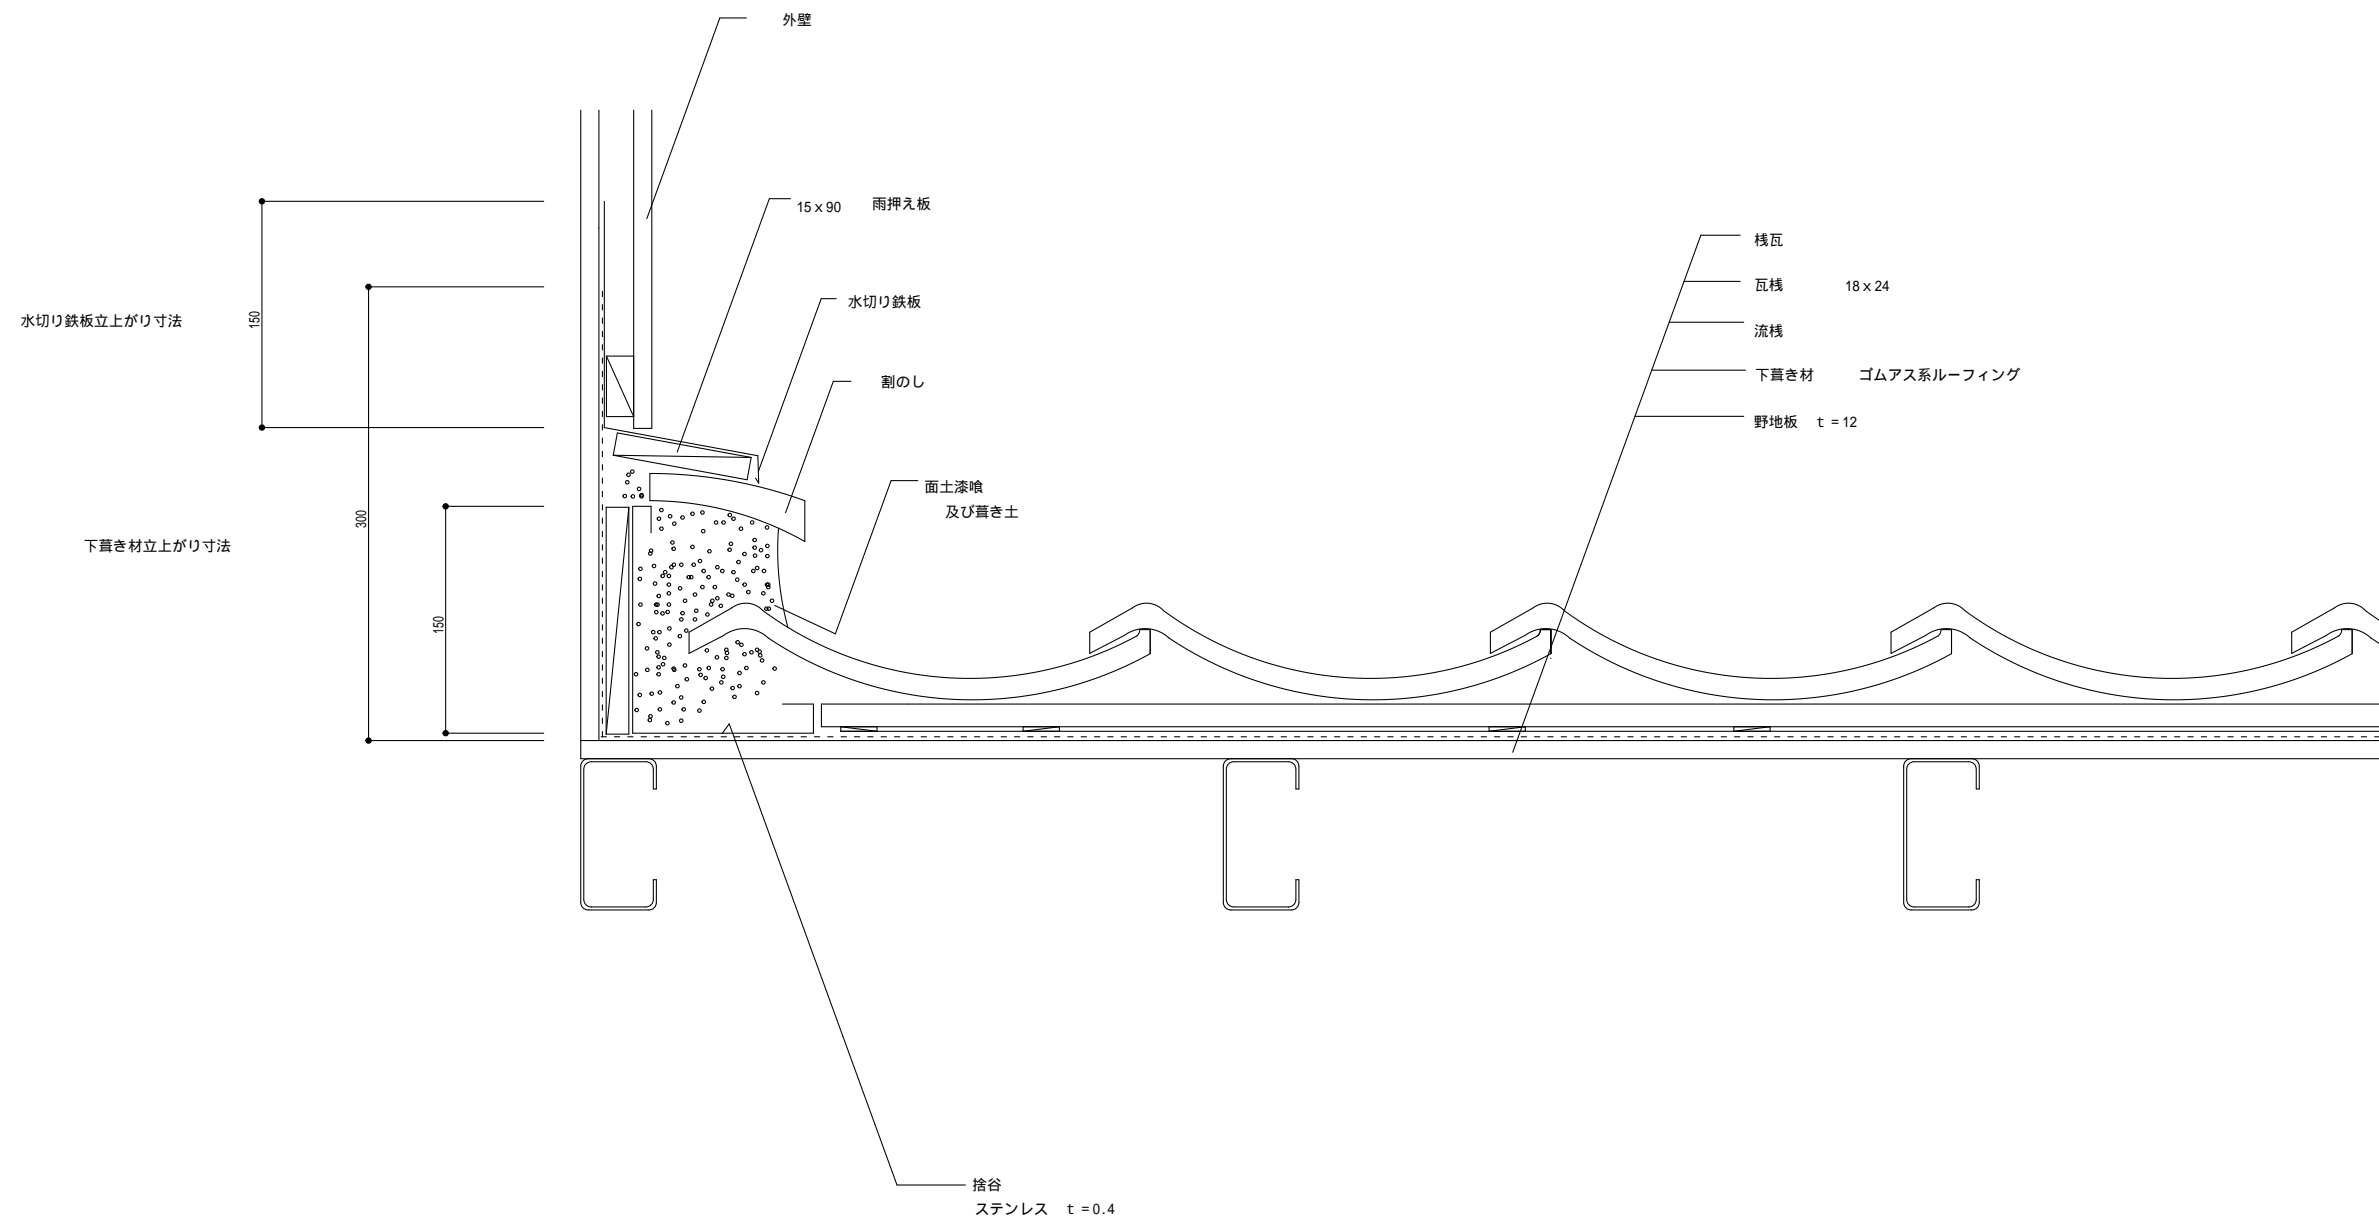 外壁
15x90　雨押え板
桟瓦
瓦桟　18x24
水切り鉄板
水切り鉄板立上がり寸法
150
流桟
下葺き材　ゴムアス系ルーフィング
割のし
野地板　t=12
面土漆喰
及び葺き土
300
下葺き材立上がり寸法
150
捨谷
ステンレス　t=0.4